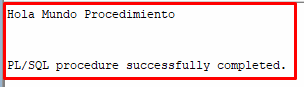 Hola Mundo Procedimiento
PL/SQL procedure successfully completed.